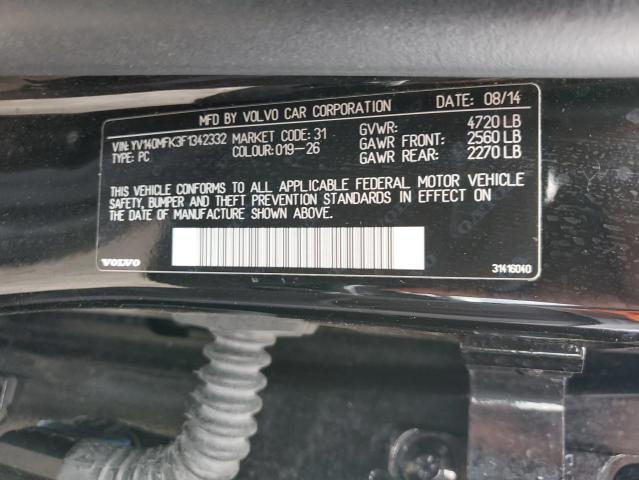 MFD BY VOLVO CAR CORPORATION DATE: 08/14
VIN: YV140MFK3F1342332 MARKET CODE: 31 GVWR: 4720 LB
TYPE: PC COLOUR: 019-26 GAWR FRONT: 2560 LB
GAWR REAR: 2270 LB
THIS VEHICLE CONFORMS TO ALL APPLICABLE FEDERAL MOTOR VEHICLE
SAFETY, BUMPER AND THEFT PREVENTION STANDARDS IN EFFECT ON
THE DATE OF MANUFACTURE SHOWN ABOVE.
VOLVO 31416040